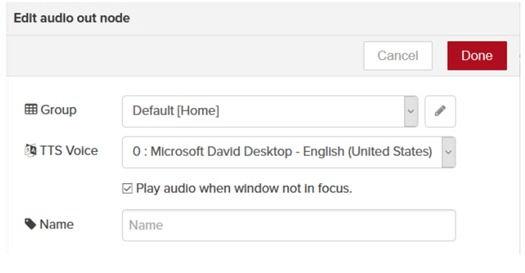 Edit audio out node
Cancel Done
Group Default [Home]
TTS Voice 0 : Microsoft David Desktop - English (United States)
Play audio when window not in focus.
Name Name